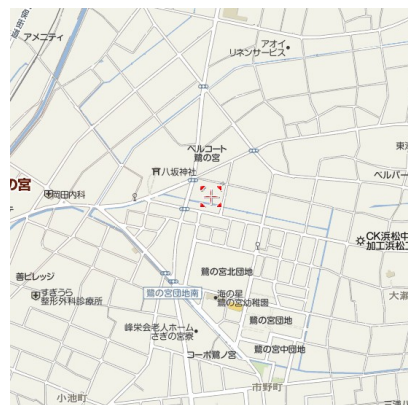 俣街道
アメニティ
アオイ
リネンサービス
ベルコート
鷺の宮
八坂神社
の宮
岡田内科
ベルパー
CK浜松中
加工浜松工
善ビレッジ
すぎうら
整形外科診療所
鷺の宮北団地
鷺の宮団地南
海の星
鷺の宮幼稚園
大瀬
峰栄会老人ホーム
さぎの宮寮
鷺の宮団地
コーポ鷺ノ宮
鷺の宮中団地
市野町
小池町